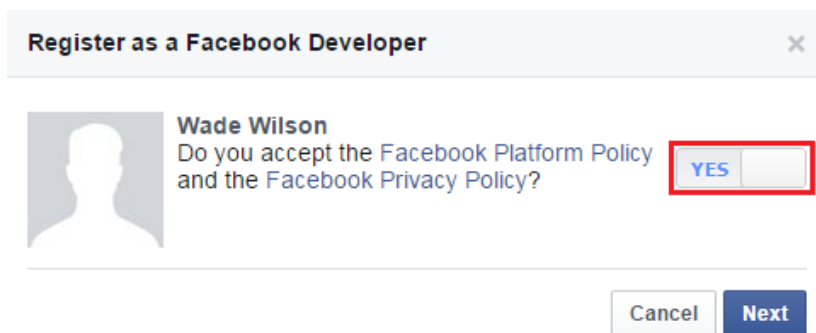 Register as a Facebook Developer
Wade Wilson
Do you accept the Facebook Platform Policy
and the Facebook Privacy Policy?
YES
Cancel
Next